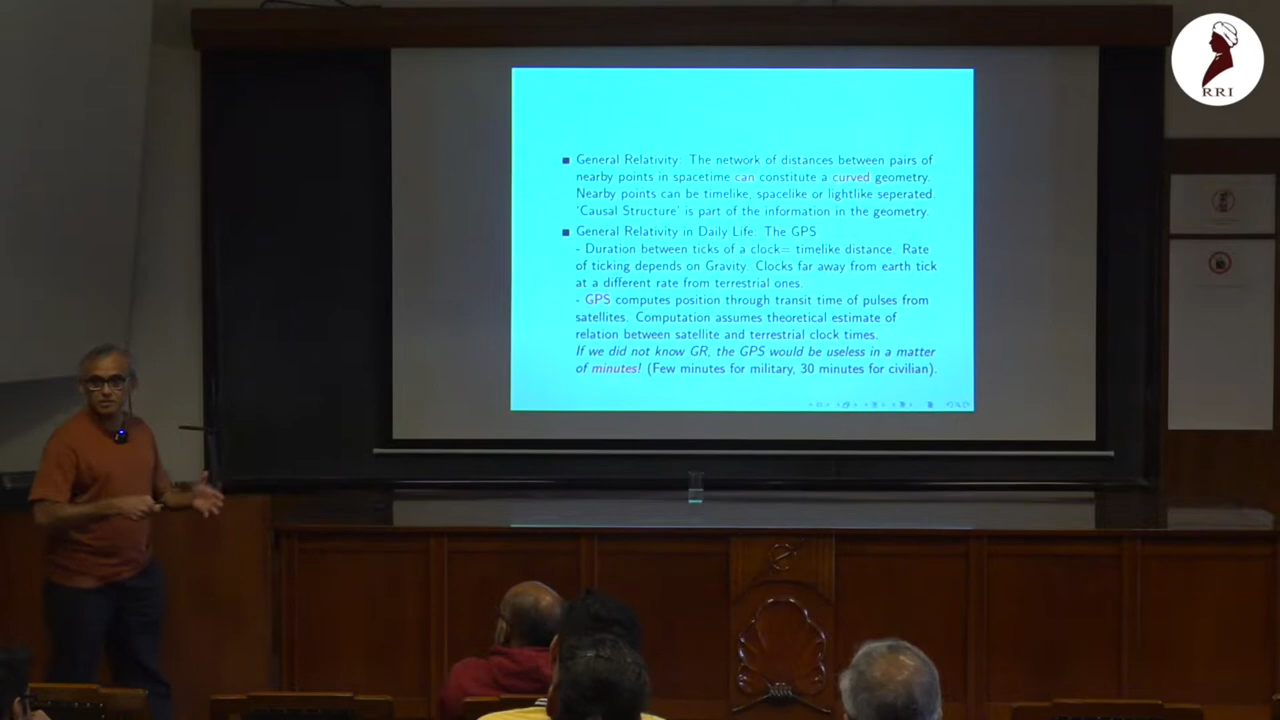 RRI
■ General Relativity: The network of distances between pairs of
nearby points in spacetime can constitute a curved geometry.
Nearby points can be timelike, spacelike or lightlike seperated.
'Causal Structure' is part of the information in the geometry.
■ General Relativity in Daily Life: The GPS
- Duration between ticks of a clock= timelike distance. Rate
of ticking depends on Gravity. Clocks far away from earth tick
at a different rate from terrestrial ones.
- GPS computes position through transit time of pulses from
satellites. Computation assumes theoretical estimate of
relation between satellite and terrestrial clock times.
If we did not know GR, the GPS would be useless in a matter
of minutes! (Few minutes for military, 30 minutes for civilian).